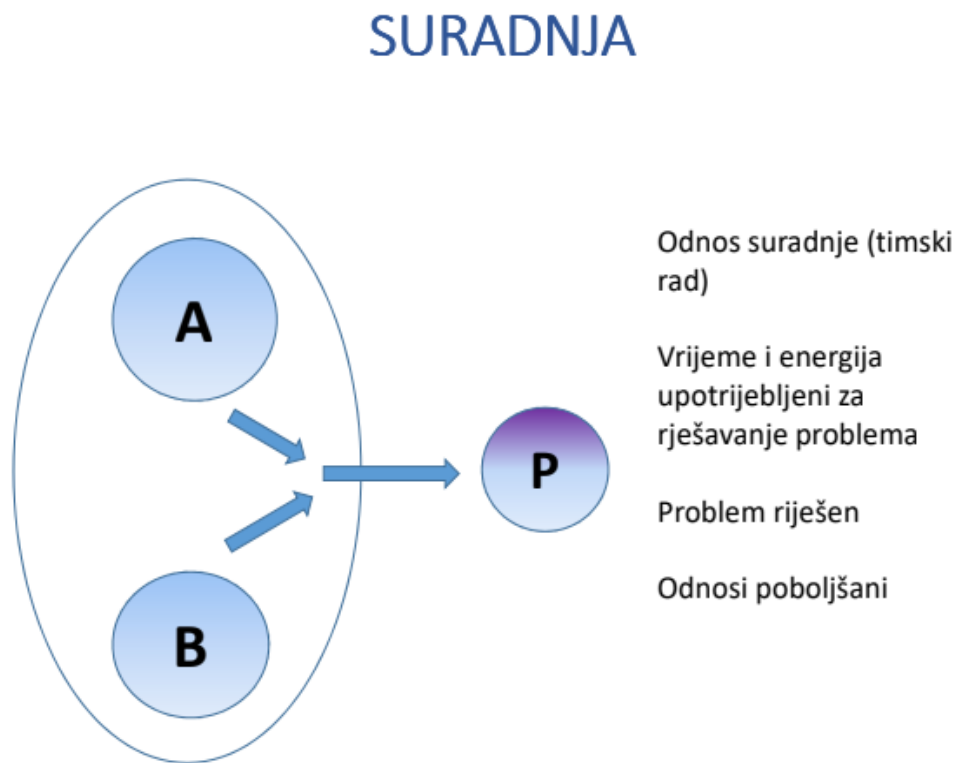 SURADNJA
A
B
P
Odnos suradnje (timski
rad)
Vrijeme i energija
upotrijebljeni za
rješavanje problema
Problem riješen
Odnosi poboljšani